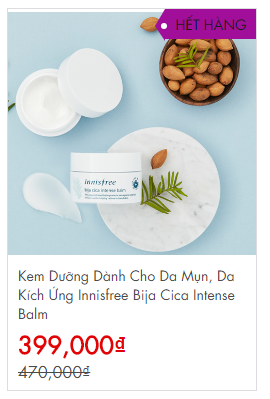 HẾT HÀNG
innisfree
bija cica intense balm
Kem Dưỡng Dành Cho Da Mụn, Da
Kích Ứng Innisfree Bija Cica Intense
Balm
399,000₫
470,000₫